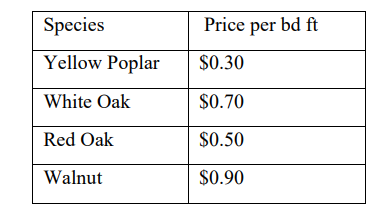 Species Price per bd ft
Yellow Poplar $0.30
White Oak $0.70
Red Oak $0.50
Walnut $0.90